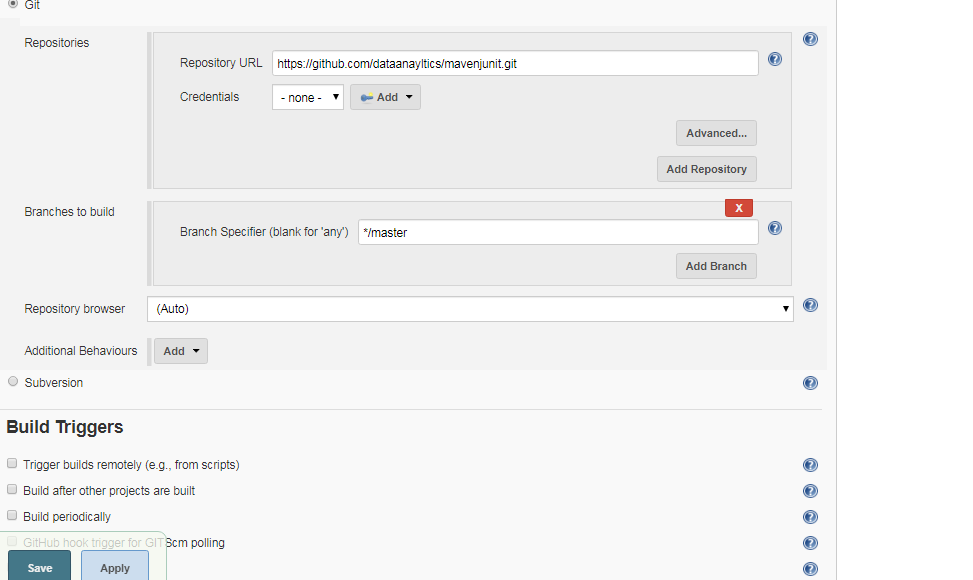 Git
Repositories
Repository URL https://github.com/dataanayltics/mavenjunit.git
Credentials - none - Add
Advanced...
Add Repository
Branches to build
X
Branch Specifier (blank for 'any') */master
Add Branch
Repository browser (Auto)
Additional Behaviours Add
Subversion
Build Triggers
Trigger builds remotely (e.g., from scripts)
Build after other projects are built
Build periodically
GitHub hook trigger for GITScm polling
Save Apply